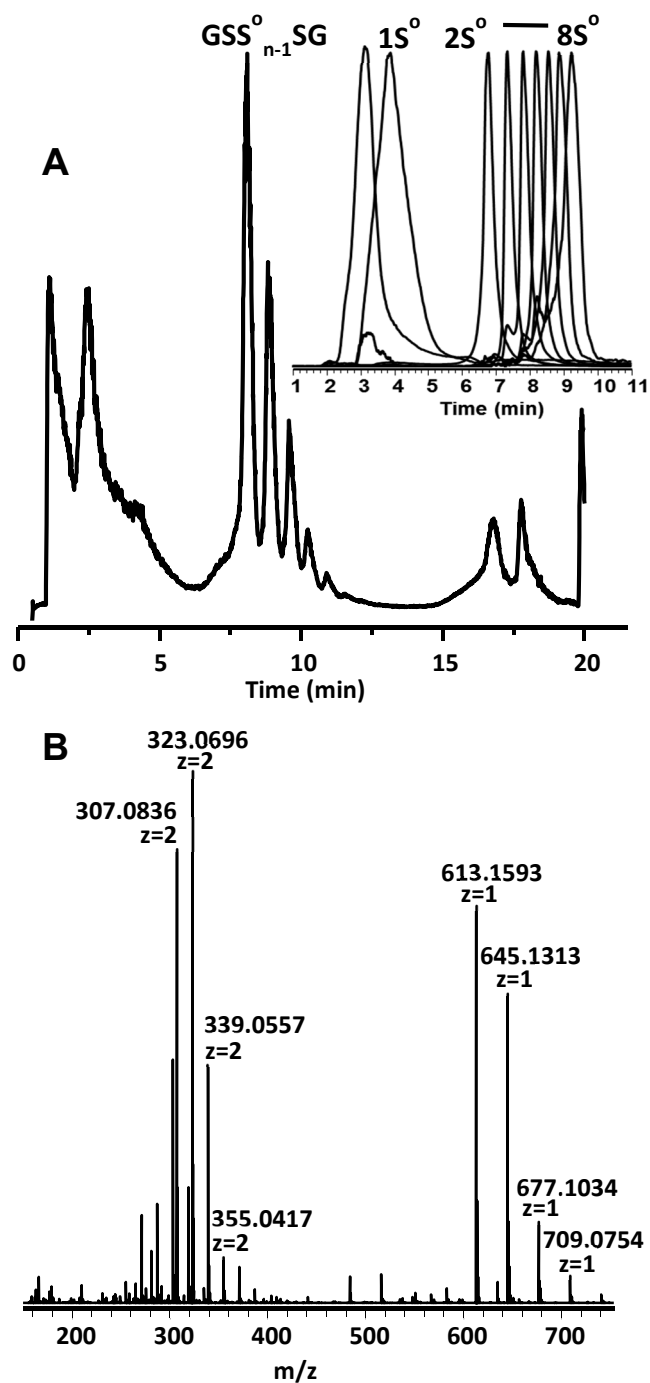 GSS°n-1SG 1S° 2S° — 8S°
A
1 2 3 4 5 6 7 8 9 10 11
Time (min)
0 5 10 15 20
Time (min)
B
323.0696
z=2
307.0836
z=2
613.1593
z=1
645.1313
z=1
339.0557
z=2
677.1034
z=1
355.0417
z=2
709.0754
z=1
200 300 400 500 600 700
m/z